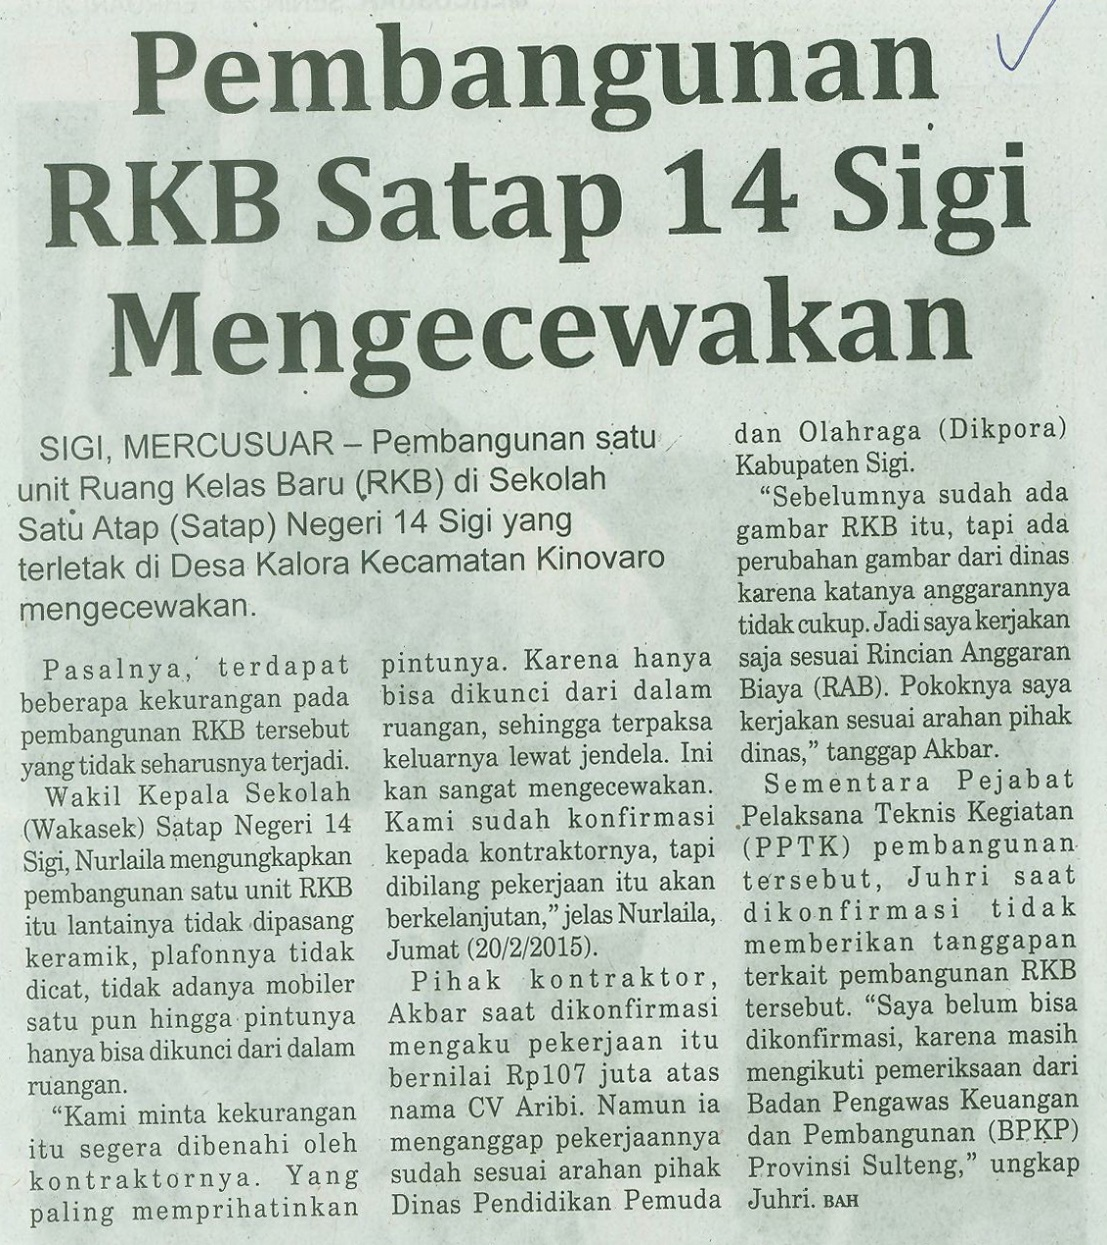 Pembangunan
RKB Satap 14 Sigi
Mengecewakan
SIGI, MERCUSUAR – Pembangunan satu
unit Ruang Kelas Baru (RKB) di Sekolah
Satu Atap (Satap) Negeri 14 Sigi yang
terletak di Desa Kalora Kecamatan Kinovaro
mengecewakan.
Pasalnya, terdapat
beberapa kekurangan pada
pembangunan RKB tersebut
yang tidak seharusnya terjadi.
Wakil Kepala Sekolah
(Wakasek) Satap Negeri 14
Sigi, Nurlaila mengungkapkan
pembangunan satu unit RKB
itu lantainya tidak dipasang
keramik, plafonnya tidak
dicat, tidak adanya mobiler
satu pun hingga pintunya
hanya bisa dikunci dari dalam
ruangan.
“Kami minta kekurangan
itu segera dibenahi oleh
kontraktornya. Yang
paling memprihatinkan
pintunya. Karena hanya
bisa dikunci dari dalam
ruangan, sehingga terpaksa
keluarnya lewat jendela. Ini
kan sangat mengecewakan.
Kami sudah konfirmasi
kepada kontraktornya, tapi
dibilang pekerjaan itu akan
berkelanjutan,” jelas Nurlaila,
Jumat (20/2/2015).
Pihak kontraktor,
Akbar saat dikonfirmasi
mengaku pekerjaan itu
bernilai Rp107 juta atas
nama CV Aribi. Namun ia
menganggap pekerjaannya
sudah sesuai arahan pihak
Dinas Pendidikan Pemuda
dan Olahraga (Dikpora)
Kabupaten Sigi.
“Sebelumnya sudah ada
gambar RKB itu, tapi ada
perubahan gambar dari dinas
karena katanya anggarannya
tidak cukup. Jadi saya kerjakan
saja sesuai Rincian Anggaran
Biaya (RAB). Pokoknya saya
kerjakan sesuai arahan pihak
dinas,” tanggap Akbar.
Sementara Pejabat
Pelaksana Teknis Kegiatan
(PPTK) pembangunan
tersebut, Juhri saat
dikonfirmasi tidak
memberikan tanggapan
terkait pembangunan RKB
tersebut. “Saya belum bisa
dikonfirmasi, karena masih
mengikuti pemeriksaan dari
Badan Pengawas Keuangan
dan Pembangunan (BPKP)
Provinsi Sulteng,” ungkap
Juhri. BAH